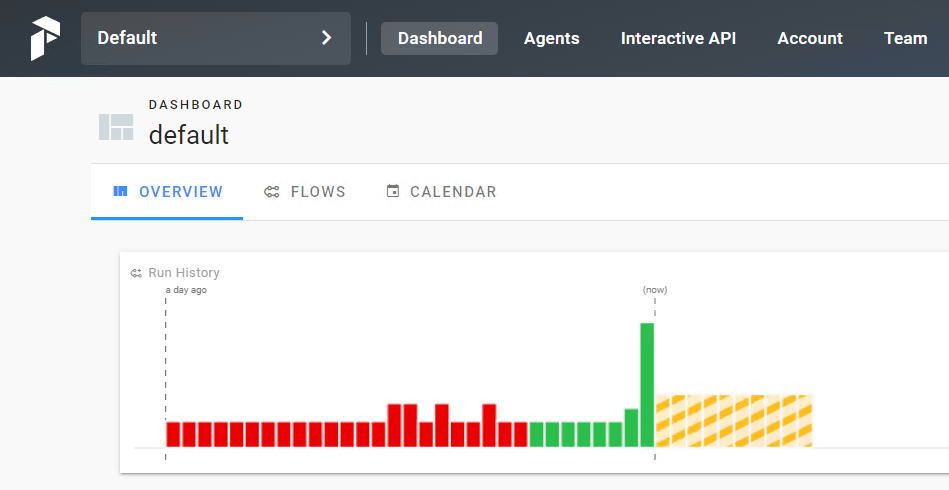 Default
Dashboard
Agents
Interactive API
Account
Team
DASHBOARD
default
OVERVIEW
FLOWS
CALENDAR
Run History
a day ago
(now)